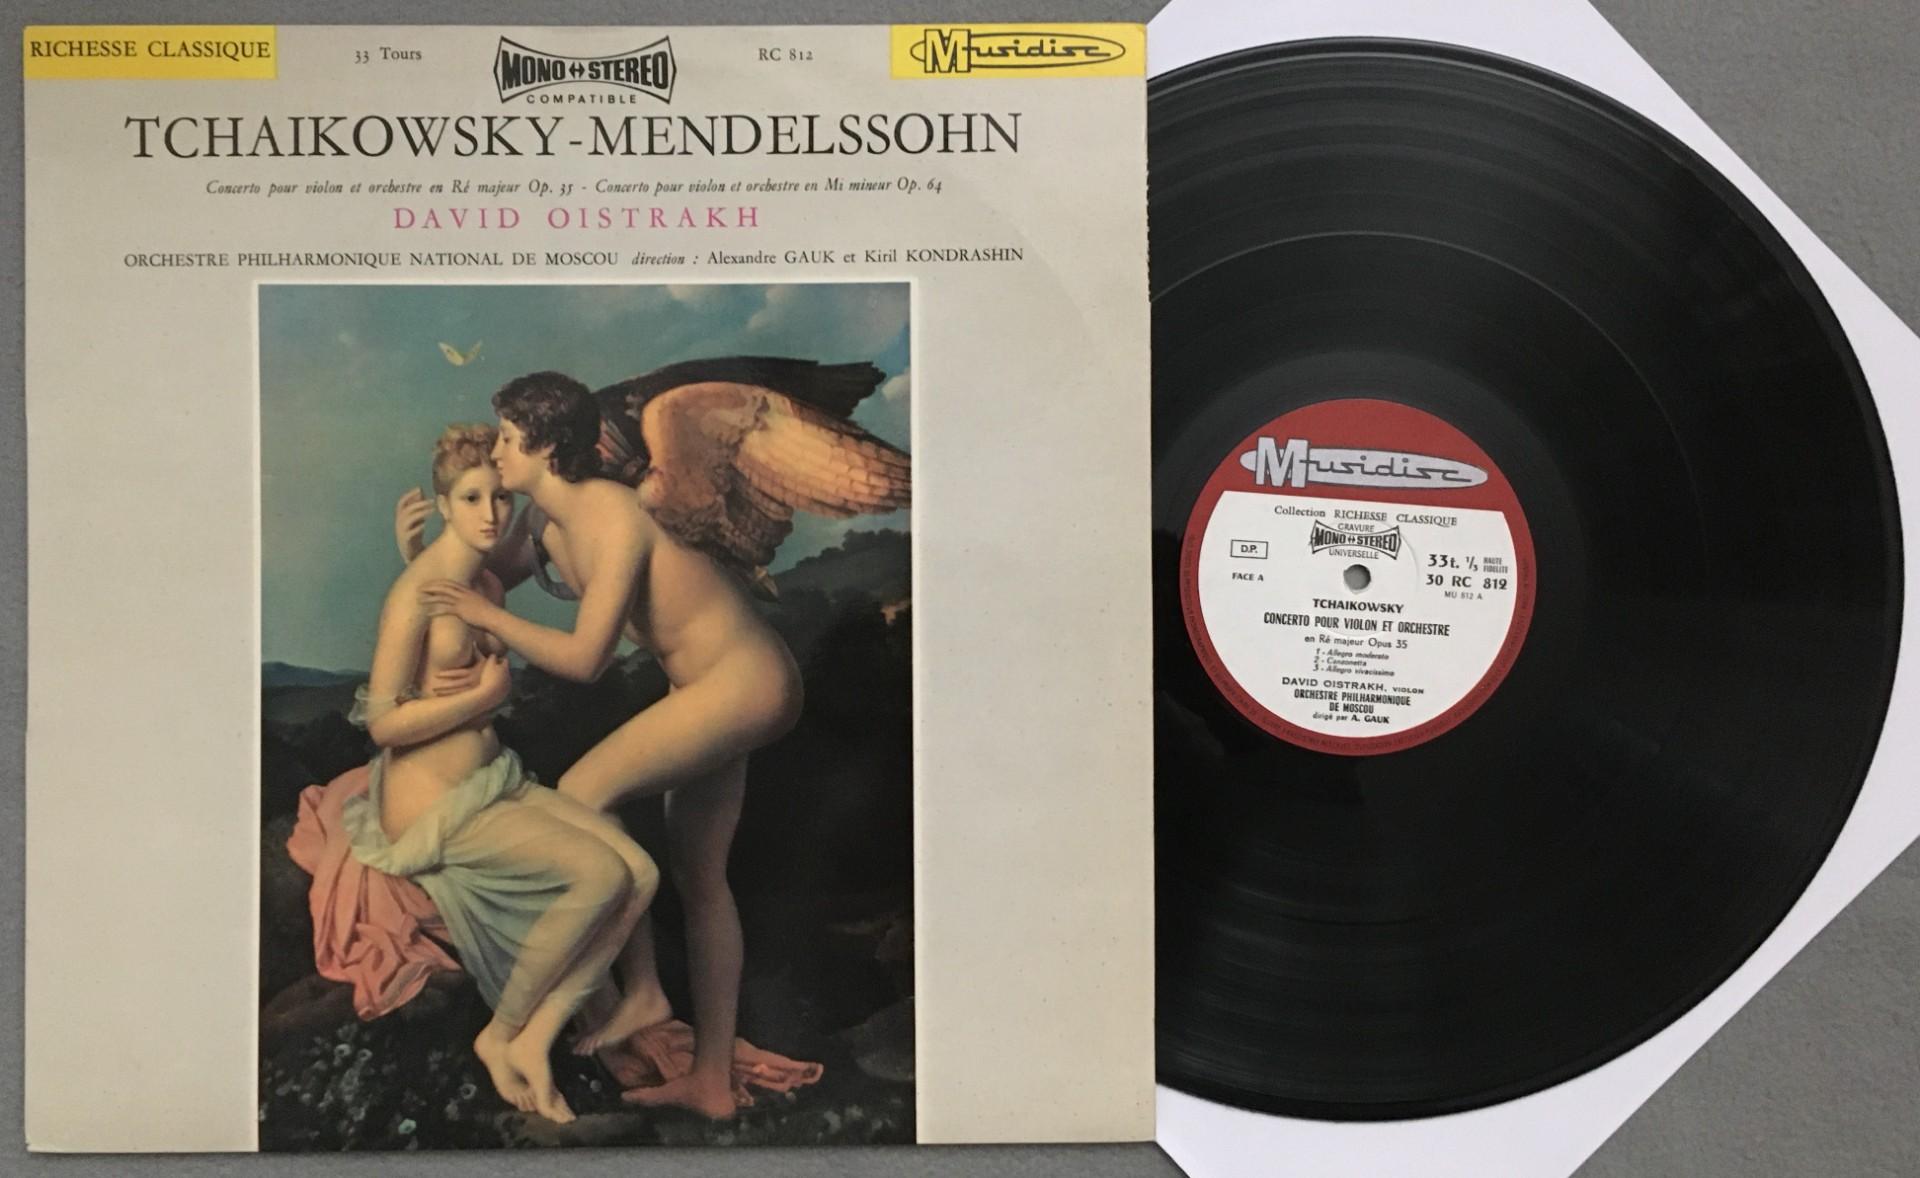 RICHESSE CLASSIQUE
33 Tours
MONO ↔ STEREO
COMPATIBLE
RC 812
Musidisc
TCHAIKOWSKY-MENDELSSOHN
Concerto pour violon et orchestre en Ré majeur Op. 35 - Concerto pour violon et orchestre en Mi mineur Op. 64
DAVID OISTRAKH
ORCHESTRE PHILHARMONIQUE NATIONAL DE MOSCOU direction : Alexandre GAUK et Kiril KONDRASHIN
Musidisc
Collection RICHESSE CLASSIQUE
GRAVURE
MONO ↔ STEREO
UNIVERSELLE
D.P.
33t. 1/3 HAUTE FIDELITE
FACE A
30 RC 812
MU 812 A
TCHAIKOWSKY
CONCERTO POUR VIOLON ET ORCHESTRE
en Ré majeur Opus 35
1 - Allegro moderato
2 - Canzonetta
3 - Allegro vivacissimo
DAVID OISTRAKH, VIOLON
ORCHESTRE PHILHARMONIQUE
DE MOSCOU
dirigé par A. GAUK